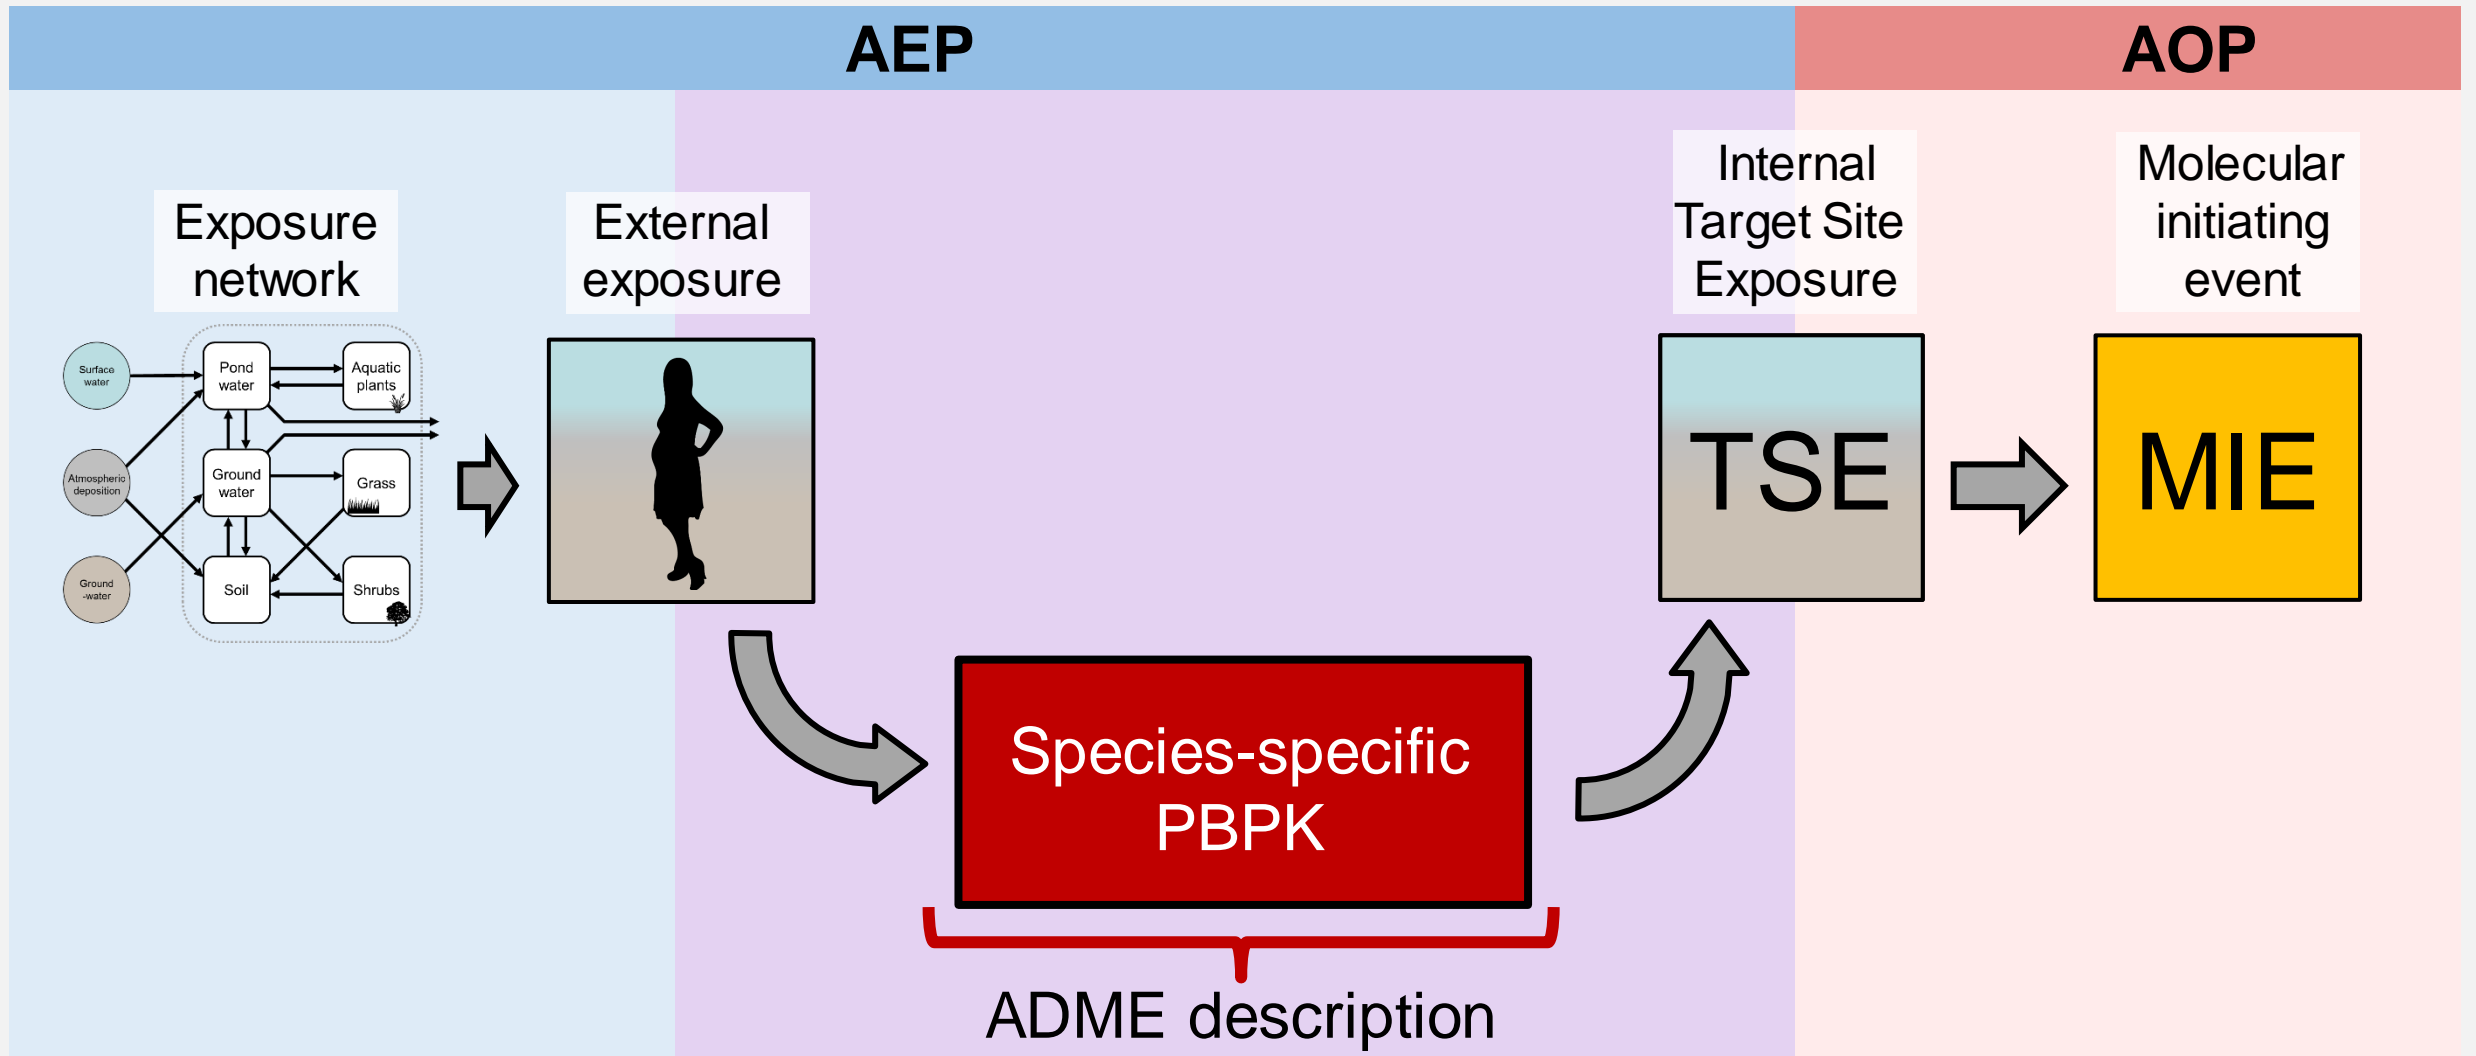 AEP
AOP
Exposure
network
External
exposure
Internal
Target Site
Exposure
Molecular
initiating
event
Surface
water
Atmospheric
deposition
Ground
-water
Pond
water
Aquatic
plants
Ground
water
Grass
Soil
Shrubs
TSE
MIE
Species-specific
PBPK
ADME description